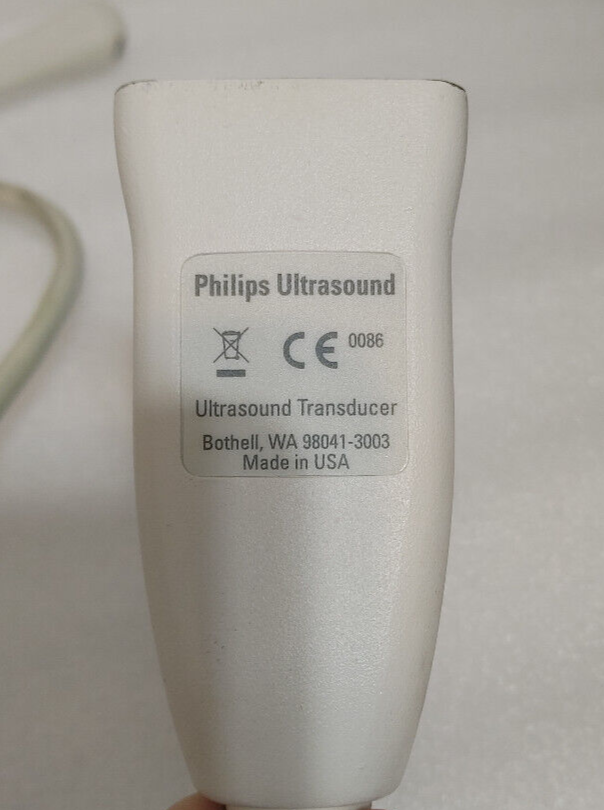 Philips Ultrasound
CE 0086
Ultrasound Transducer
Bothell, WA 98041-3003
Made in USA